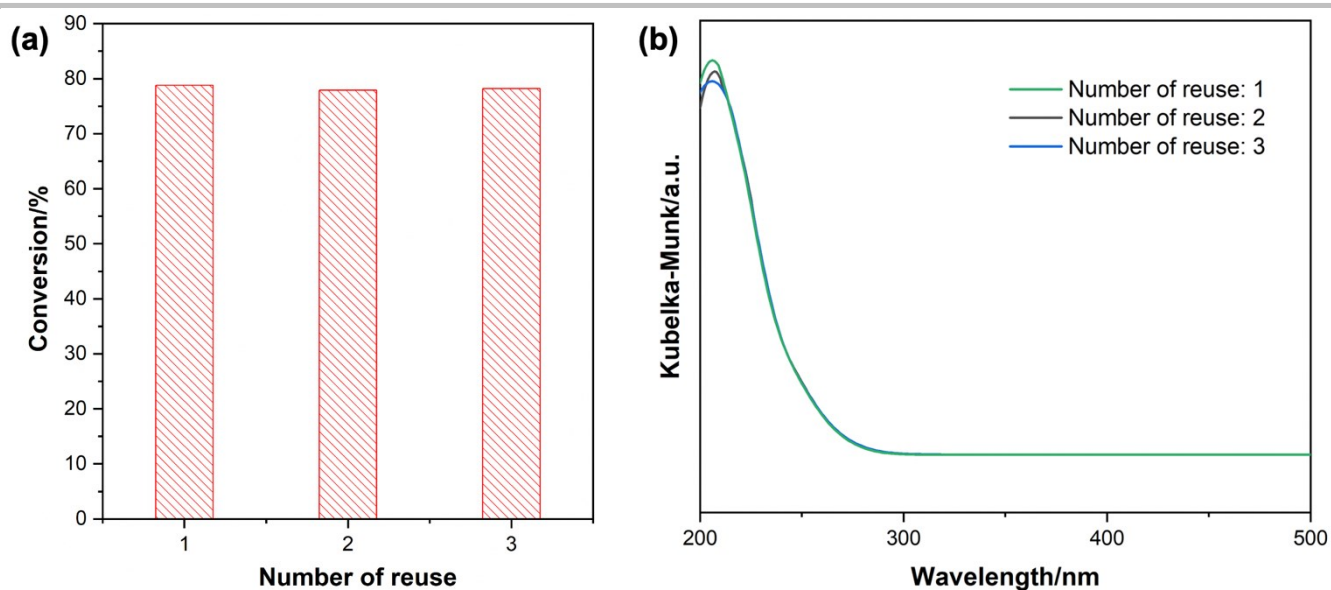 (a)
Conversion/%
90
80
70
60
50
40
30
20
10
0
1 2 3
Number of reuse
(b)
Kubelka-Munk/a.u.
Number of reuse: 1
Number of reuse: 2
Number of reuse: 3
200 300 400 500
Wavelength/nm